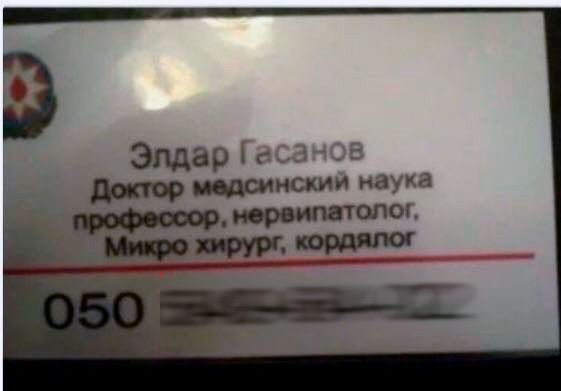 Элдар Гасанов
Доктор медсинский наука
профессор, нервипатолог,
Микро хирург, кордялог
050